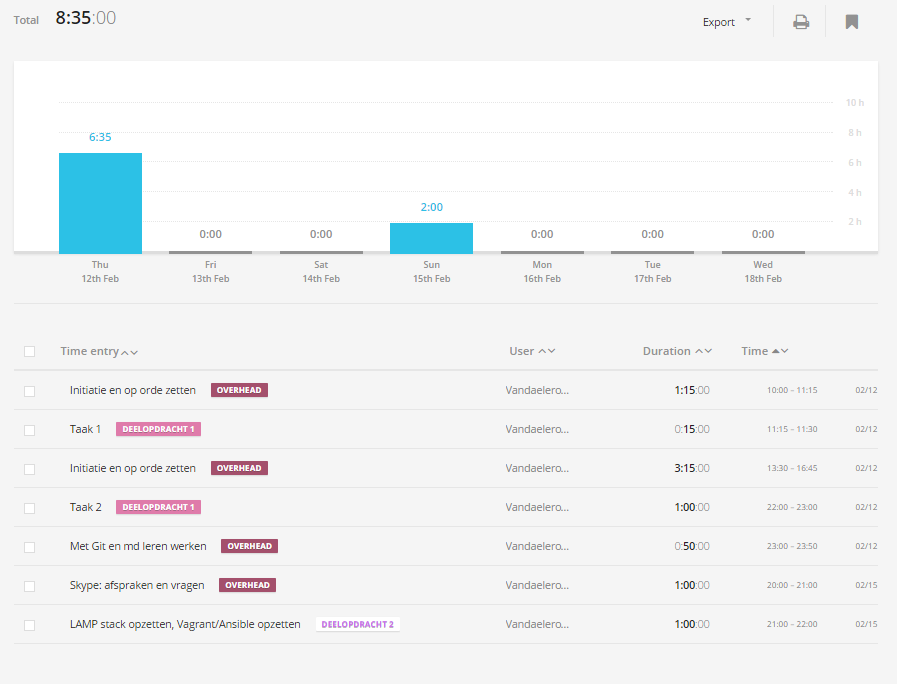 Total 8:35:00 Export
10 h
8 h
6:35
6 h
4 h
2:00
2 h
0:00 0:00 0:00 0:00 0:00
Thu Fri Sat Sun Mon Tue Wed
12th Feb 13th Feb 14th Feb 15th Feb 16th Feb 17th Feb 18th Feb
Time entry User Duration Time
Initiatie en op orde zetten OVERHEAD Vandaelero... 1:15:00 10:00 – 11:15 02/12
Taak 1 DEELOPDRACHT 1 Vandaelero... 0:15:00 11:15 – 11:30 02/12
Initiatie en op orde zetten OVERHEAD Vandaelero... 3:15:00 13:30 – 16:45 02/12
Taak 2 DEELOPDRACHT 1 Vandaelero... 1:00:00 22:00 – 23:00 02/12
Met Git en md leren werken OVERHEAD Vandaelero... 0:50:00 23:00 – 23:50 02/12
Skype: afspraken en vragen OVERHEAD Vandaelero... 1:00:00 20:00 – 21:00 02/15
LAMP stack opzetten, Vagrant/Ansible opzetten DEELOPDRACHT 2 Vandaelero... 1:00:00 21:00 – 22:00 02/15